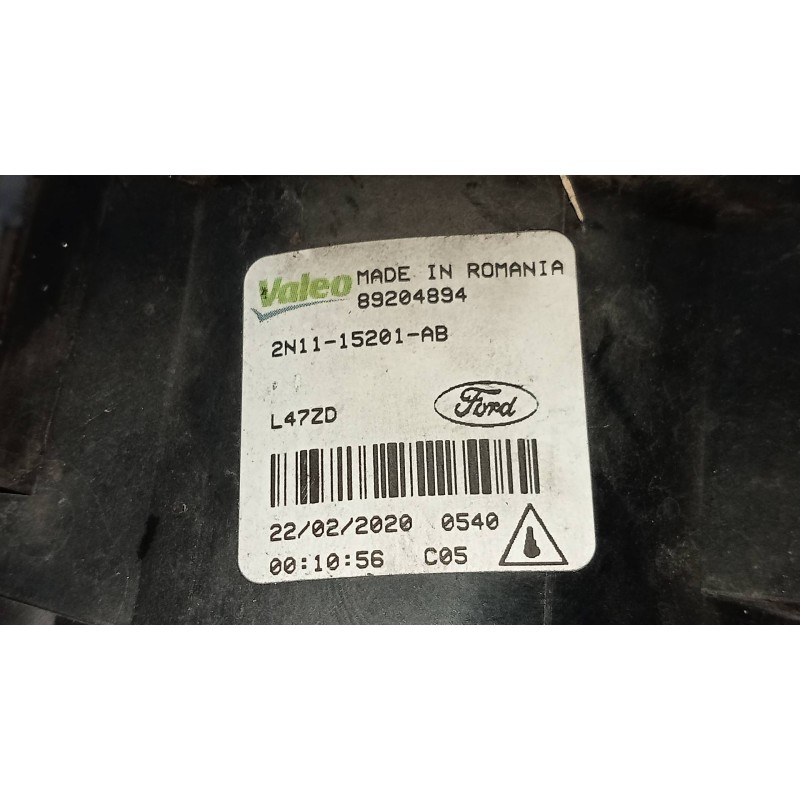 Valeo MADE IN ROMANIA
89204894
2N11-15201-AB
L47ZD Ford
22/02/2020 0540
00:10:56 C05